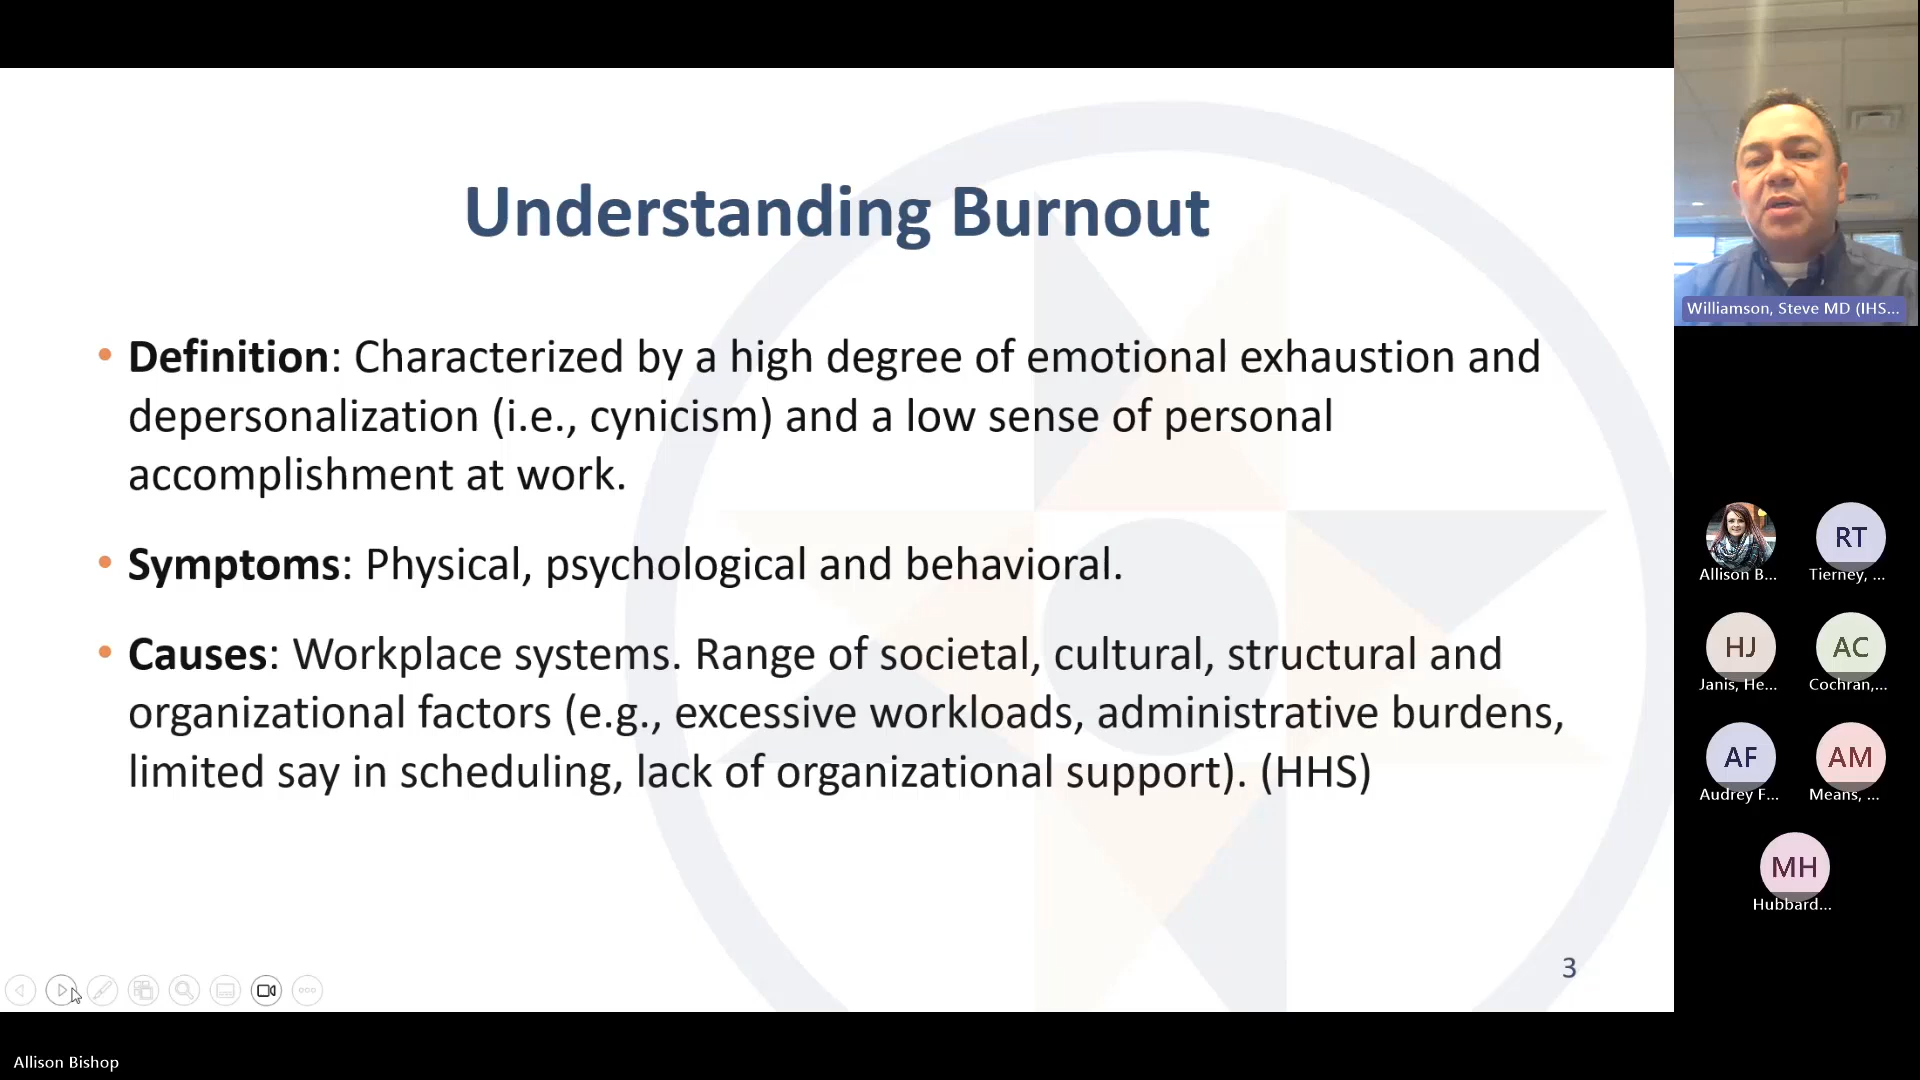 Understanding Burnout
• Definition: Characterized by a high degree of emotional exhaustion and
depersonalization (i.e., cynicism) and a low sense of personal
accomplishment at work.
• Symptoms: Physical, psychological and behavioral.
• Causes: Workplace systems. Range of societal, cultural, structural and
organizational factors (e.g., excessive workloads, administrative burdens,
limited say in scheduling, lack of organizational support). (HHS)
3
Williamson, Steve MD (IHS...
Allison B...
RT
Tierney, ...
HJ
Janis, He...
AC
Cochran,...
AF
Audrey F...
AM
Means, ...
MH
Hubbard...
Allison Bishop